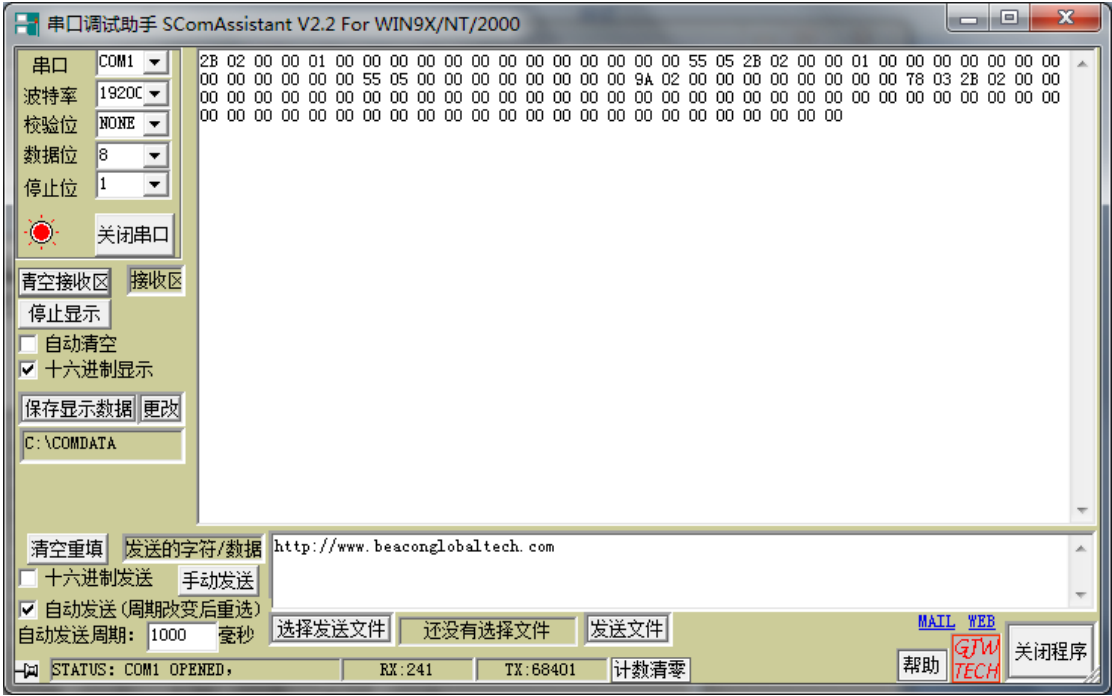 串口调试助手 SComAssistant V2.2 For WIN9X/NT/2000
串口 COM1
波特率 1920
校验位 NONE
数据位 8
停止位 1
关闭串口
2B 02 00 00 01 00 00 00 00 00 00 00 00 00 00 00 00 00 55 05 2B 02 00 00 01 00 00 00 00 00 00 00
00 00 00 00 00 00 55 05 00 00 00 00 00 00 00 00 9A 02 00 00 00 00 00 00 00 00 78 03 2B 02 00 00
00 00 00 00 00 00 00 00 00 00 00 00 00 00 00 00 00 00 00 00 00 00 00 00 00 00 00 00 00 00 00 00
00 00 00 00 00 00 00 00 00 00 00 00 00 00 00 00 00 00 00 00 00 00 00 00
青空接收区 接收区
停止显示
自动清空
十六进制显示
保存显示数据 更改
C:\COMDATA
清空重填 发送的字符/数据
http://www.beaconglobaltech.com
十六进制发送 手动发送
自动发送(周期改变后重选)
自动发送周期: 1000 毫秒
选择发送文件 还没有选择文件 发送文件
MAIL WEB
GJW
TECH
帮助
关闭程序
STATUS: COM1 OPENED, RX:241 TX:68401 计数清零